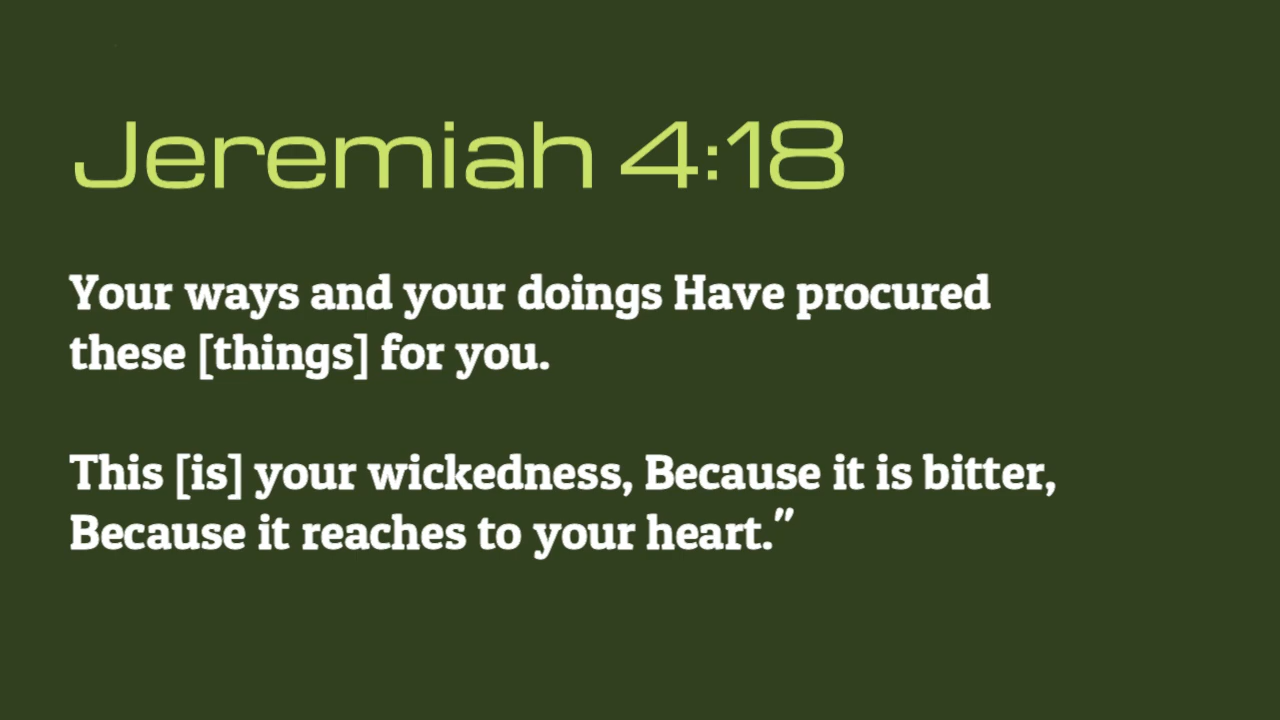 Jeremiah 4:18
Your ways and your doings Have procured
these [things] for you.
This [is] your wickedness, Because it is bitter,
Because it reaches to your heart."